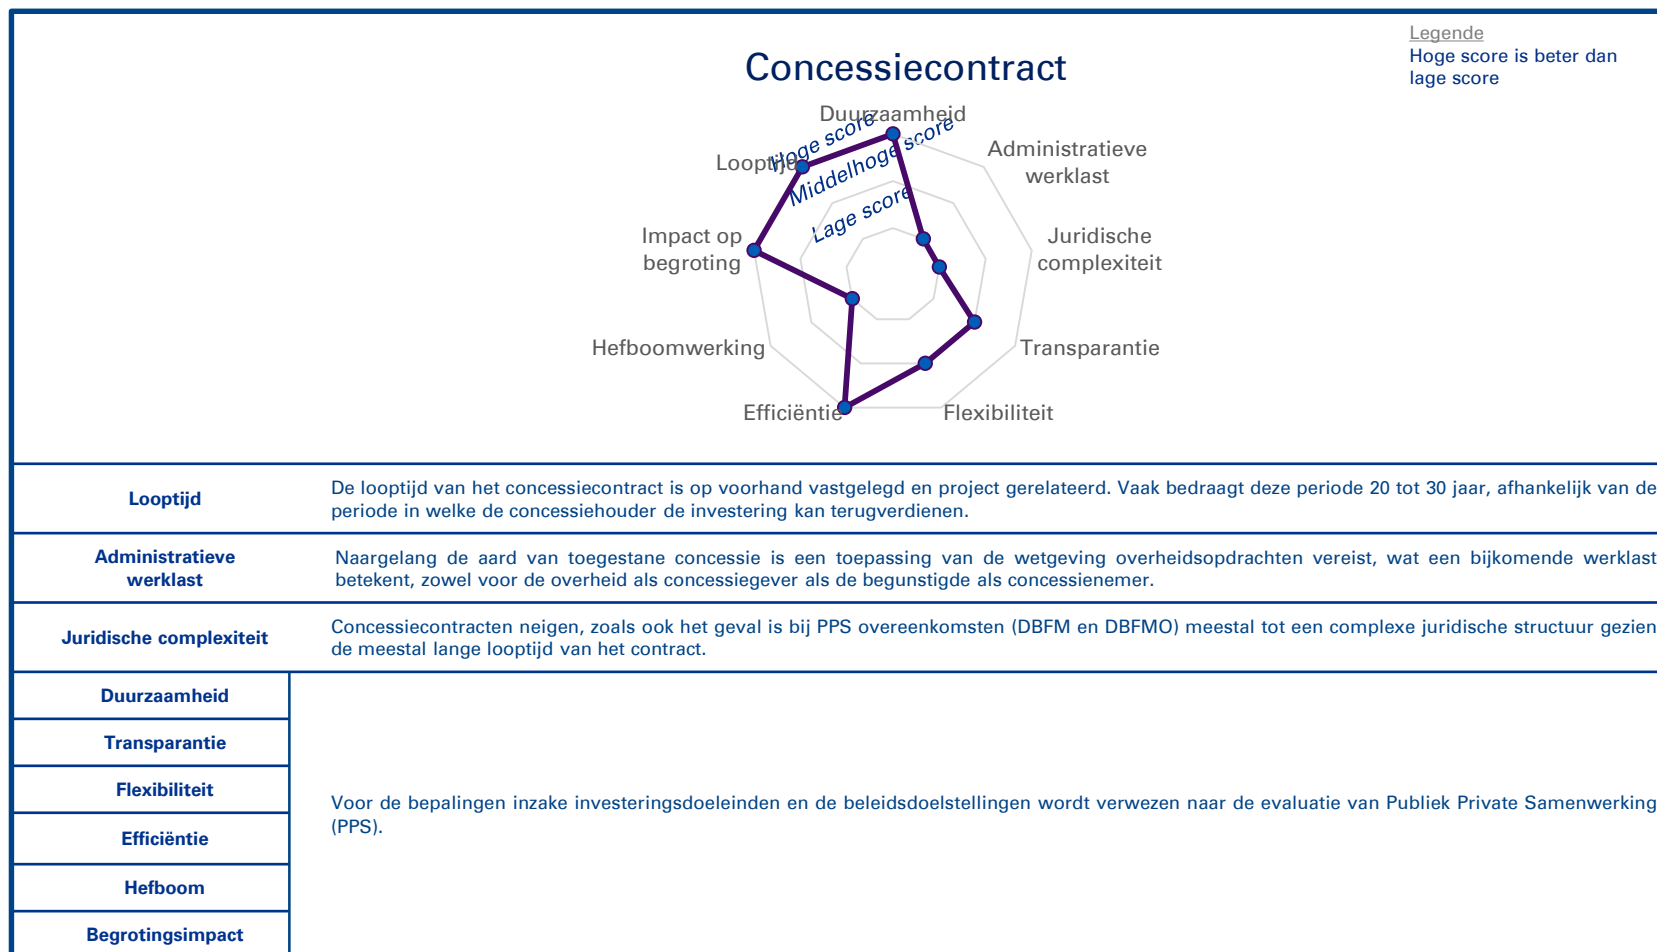 Legende
Hoge score is beter dan
lage score
Concessiecontract
Duurzaamheid
Hoge score
Middelhoge score
Lage score
Administratieve
werklast
Looptijd
Juridische
complexiteit
Impact op
begroting
Transparantie
Hefboomwerking
Flexibiliteit
Efficiëntie
Looptijd
De looptijd van het concessiecontract is op voorhand vastgelegd en project gerelateerd. Vaak bedraagt deze periode 20 tot 30 jaar, afhankelijk van de
periode in welke de concessiehouder de investering kan terugverdienen.
Administratieve
werklast
Naargelang de aard van toegestane concessie is een toepassing van de wetgeving overheidsopdrachten vereist, wat een bijkomende werklast
betekent, zowel voor de overheid als concessiegever als de begunstigde als concessienemer.
Juridische complexiteit
Concessiecontracten neigen, zoals ook het geval is bij PPS overeenkomsten (DBFM en DBFMO) meestal tot een complexe juridische structuur gezien
de meestal lange looptijd van het contract.
Duurzaamheid
Transparantie
Flexibiliteit
Efficiëntie
Hefboom
Begrotingsimpact
Voor de bepalingen inzake investeringsdoeleinden en de beleidsdoelstellingen wordt verwezen naar de evaluatie van Publiek Private Samenwerking
(PPS).